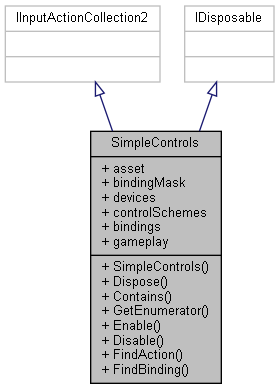 IInputActionCollection2
IDisposable
SimpleControls
+ asset
+ bindingMask
+ devices
+ controlSchemes
+ bindings
+ gameplay
+ SimpleControls()
+ Dispose()
+ Contains()
+ GetEnumerator()
+ Enable()
+ Disable()
+ FindAction()
+ FindBinding()